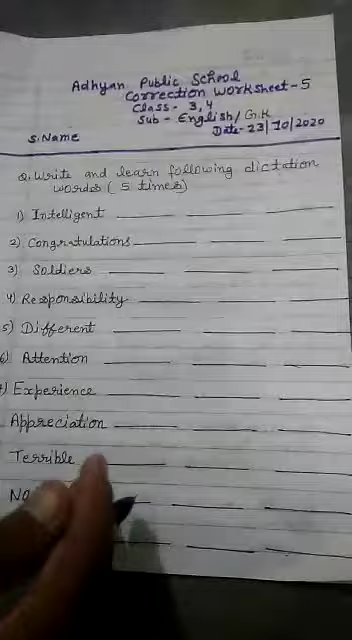 Adhyan Public School
Correction Worksheet-5
Class - 3,4
Sub - English/G.K
Date-23/10/2020
S.Name
Q. Write and learn following dictation
words (5 times)
1) Intelligent
2) Congratulations
3) Soldiers
4) Responsibility
5) Different
6) Attention
7) Experience
Appreciation
Terrible